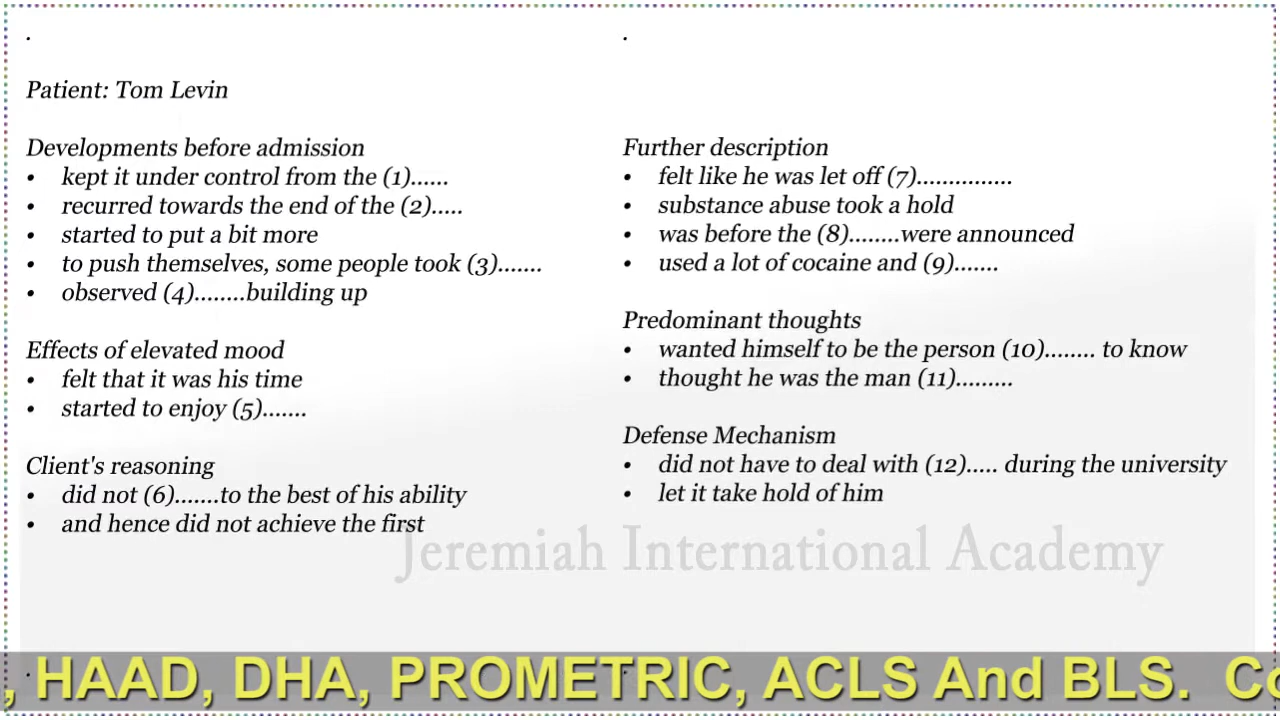 .
Patient: Tom Levin
Developments before admission
• kept it under control from the (1)......
• recurred towards the end of the (2).....
• started to put a bit more
• to push themselves, some people took (3).......
• observed (4)........building up
Effects of elevated mood
• felt that it was his time
• started to enjoy (5).......
Client's reasoning
• did not (6).......to the best of his ability
• and hence did not achieve the first
.
Further description
• felt like he was let off (7)...............
• substance abuse took a hold
• was before the (8)........were announced
• used a lot of cocaine and (9).......
Predominant thoughts
• wanted himself to be the person (10)........ to know
• thought he was the man (11).........
Defense Mechanism
• did not have to deal with (12)..... during the university
• let it take hold of him
Jeremiah International Academy
, HAAD, DHA, PROMETRIC, ACLS And BLS. Co